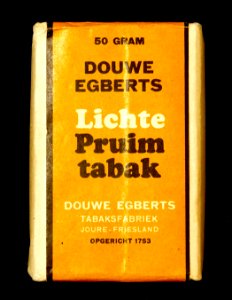 50 GRAM
DOUWE
EGBERTS
Lichte
Pruim
tabak
DOUWE EGBERTS
TABAKSFABRIEK
JOURE-FRIESLAND
OPGERICHT 1753